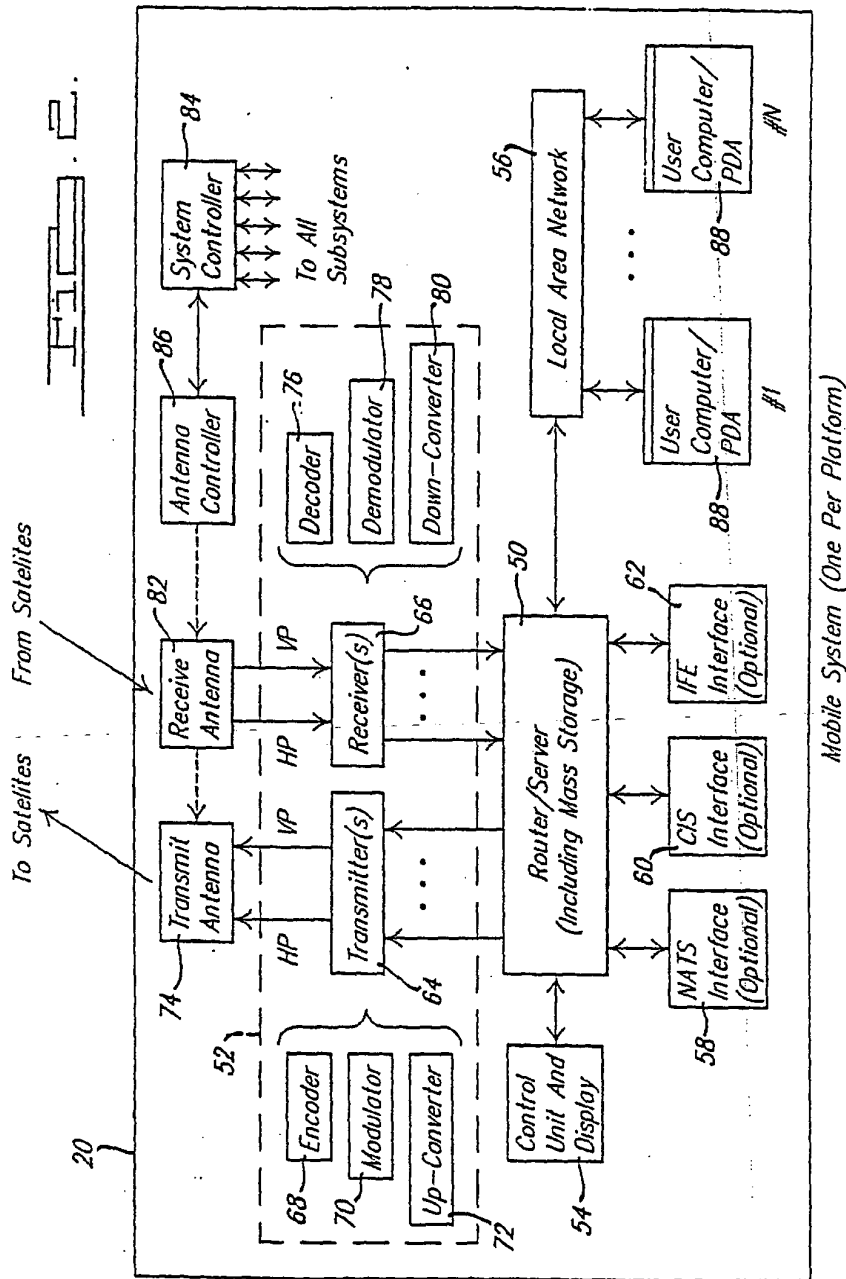 FIG. 2.
To Satellites
From Satellites
20
74
Transmit
Antenna
82
Receive
Antenna
86
Antenna
Controller
84
System
Controller
To All
Subsystems
HP
VP
HP
VP
52
68
Encoder
70
Modulator
Up-Converter
72
Transmitter(s)
64
Receiver(s)
66
76
Decoder
78
Demodulator
80
Down-Converter
Control
Unit And
Display
54
50
Router/Server
(Including Mass Storage)
56
Local Area Network
58
NATS
Interface
(Optional)
60
CIS
Interface
(Optional)
62
IFE
Interface
(Optional)
88
User
Computer/
PDA
#1
88
User
Computer/
PDA
#N
Mobile System (One Per Platform)